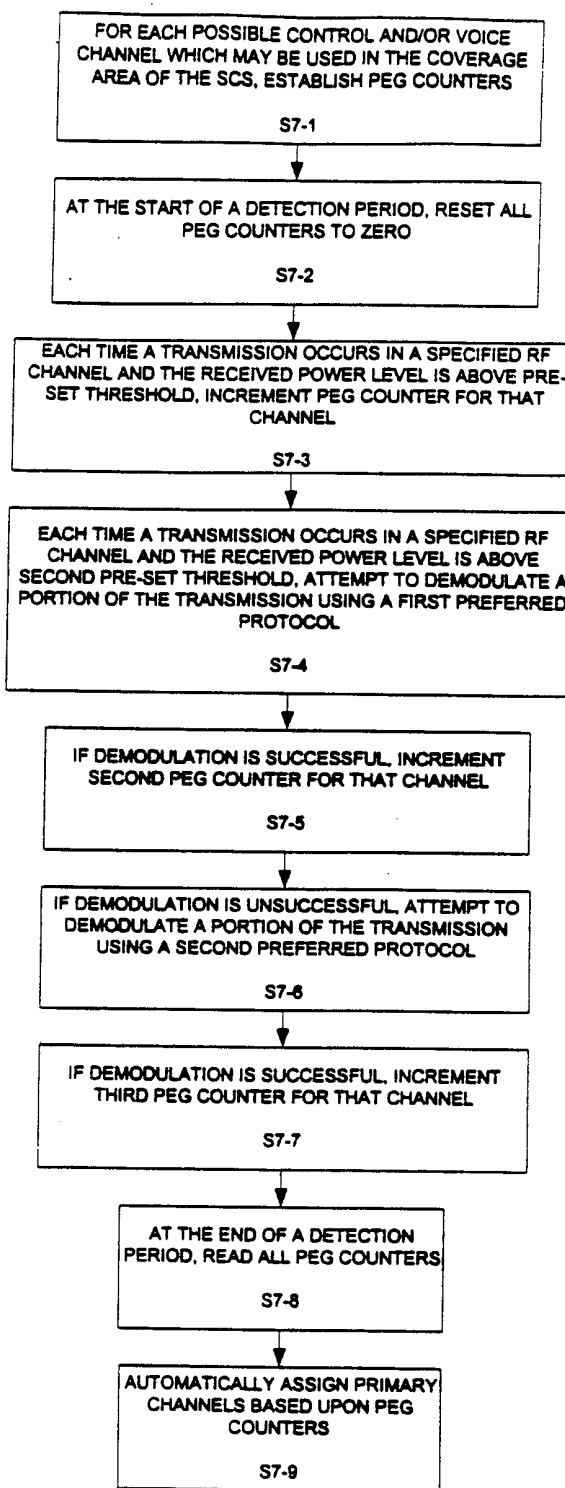 FOR EACH POSSIBLE CONTROL AND/OR VOICE
CHANNEL WHICH MAY BE USED IN THE COVERAGE
AREA OF THE SCS, ESTABLISH PEG COUNTERS
S7-1
AT THE START OF A DETECTION PERIOD, RESET ALL
PEG COUNTERS TO ZERO
S7-2
EACH TIME A TRANSMISSION OCCURS IN A SPECIFIED RF
CHANNEL AND THE RECEIVED POWER LEVEL IS ABOVE PRE-
SET THRESHOLD, INCREMENT PEG COUNTER FOR THAT
CHANNEL
S7-3
EACH TIME A TRANSMISSION OCCURS IN A SPECIFIED RF
CHANNEL AND THE RECEIVED POWER LEVEL IS ABOVE
SECOND PRE-SET THRESHOLD, ATTEMPT TO DEMODULATE A
PORTION OF THE TRANSMISSION USING A FIRST PREFERRED
PROTOCOL
S7-4
IF DEMODULATION IS SUCCESSFUL, INCREMENT
SECOND PEG COUNTER FOR THAT CHANNEL
S7-5
IF DEMODULATION IS UNSUCCESSFUL, ATTEMPT TO
DEMODULATE A PORTION OF THE TRANSMISSION
USING A SECOND PREFERRED PROTOCOL
S7-6
IF DEMODULATION IS SUCCESSFUL, INCREMENT
THIRD PEG COUNTER FOR THAT CHANNEL
S7-7
AT THE END OF A DETECTION
PERIOD, READ ALL PEG COUNTERS
S7-8
AUTOMATICALLY ASSIGN PRIMARY
CHANNELS BASED UPON PEG
COUNTERS
S7-9